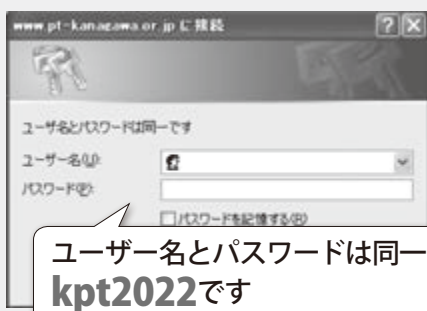 www.pt-kanagawa.or.jp に接続
ユーザ名とパスワードは同一です
ユーザー名(U):
パスワード(P):
パスワードを記憶する(R)
ユーザー名とパスワードは同一
kpt2022です